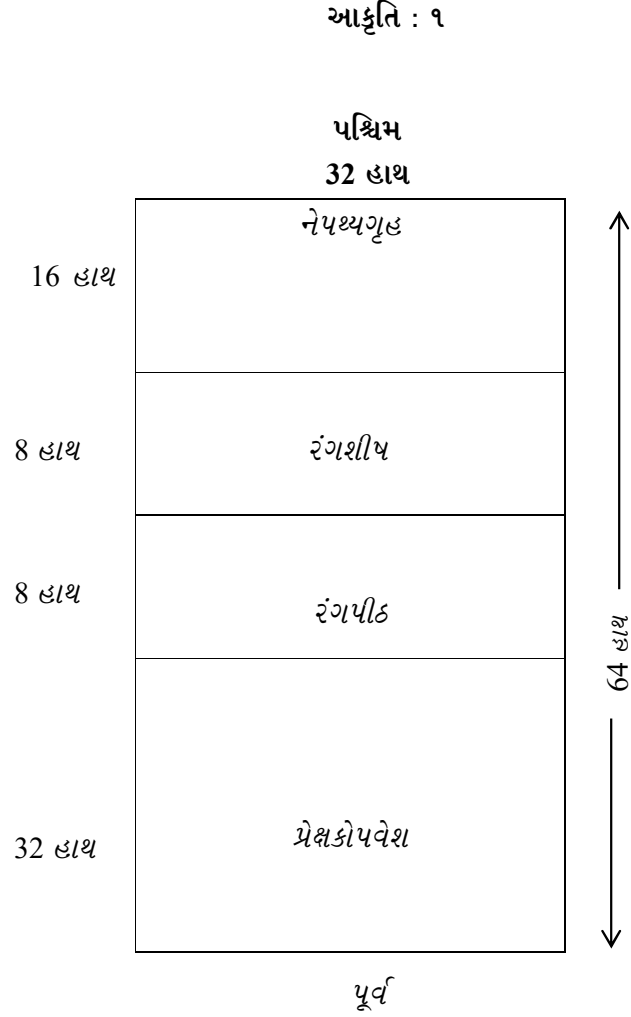 આકૃતિ : ૧
પશ્ચિમ
32 હાથ
નેપથ્યગૃહ
16 હાથ
8 હાથ
રંગશીષ
8 હાથ
રંગપીઠ
64 હાથ
32 હાથ
પ્રેક્ષકોપવેશ
પૂર્વ